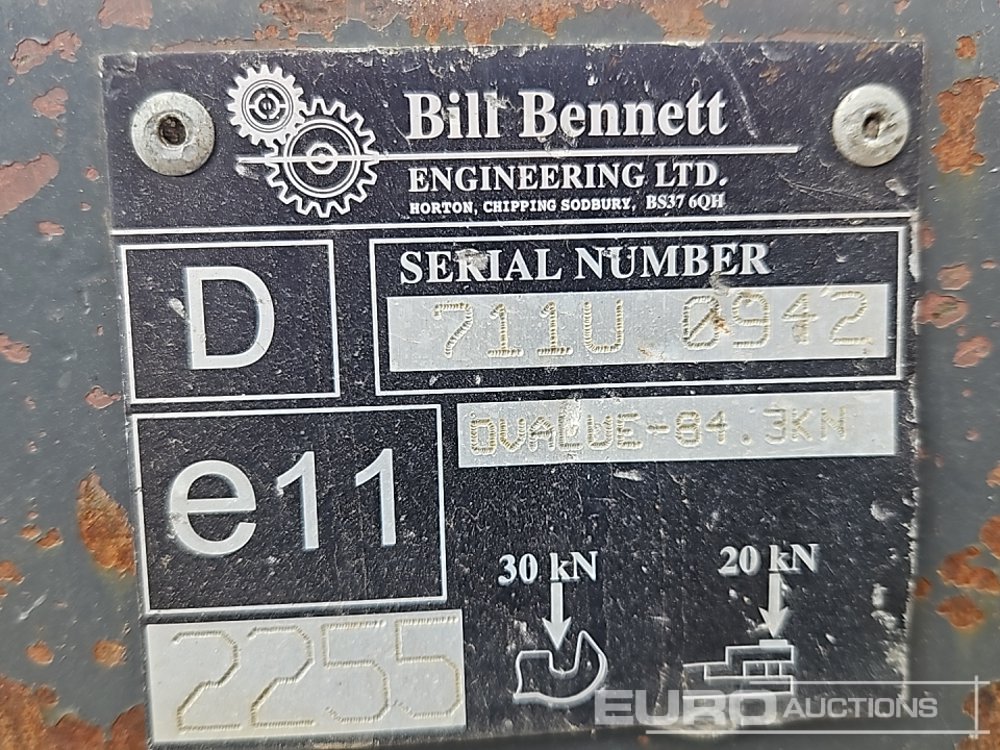 Bill Bennett
ENGINEERING LTD.
HORTON, CHIPPING SODBURY, BS37 6QH
D
SERIAL NUMBER
711U 0942
DVALUE-84.3KN
e11
30 kN
20 kN
2255
EURO AUCTIONS